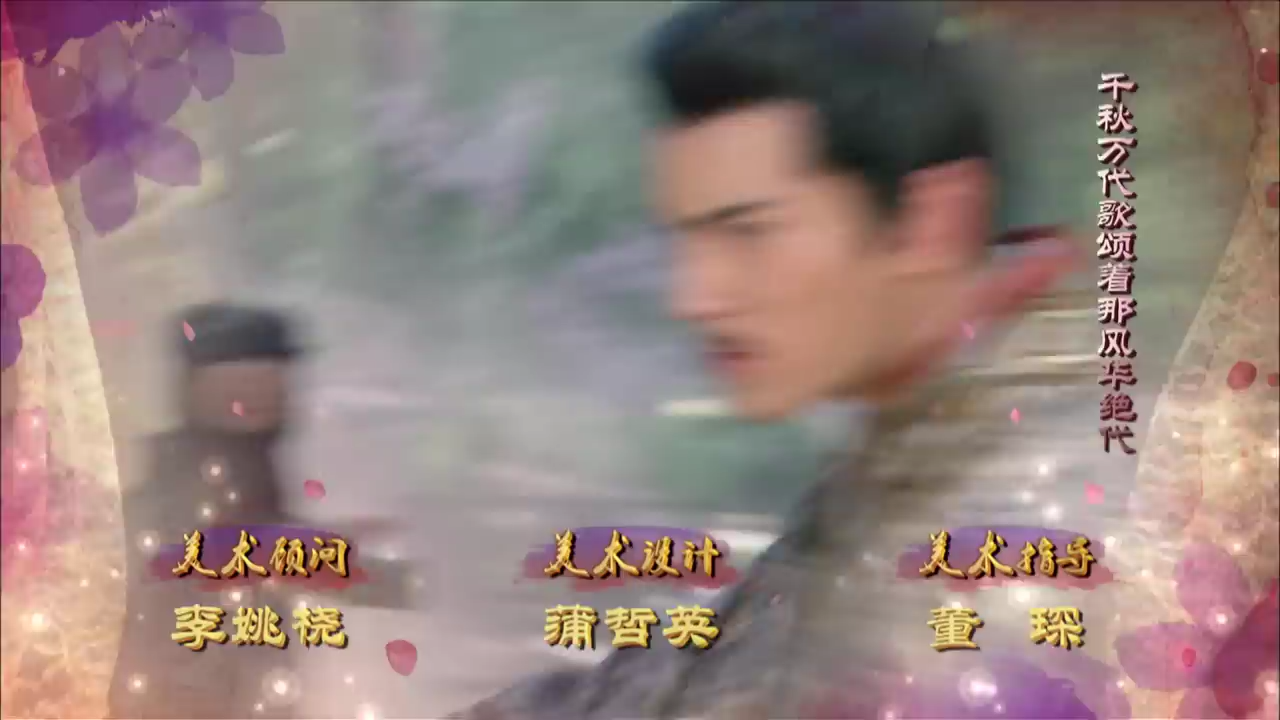 千秋万代歌颂着那风华绝代
美术顾问
李姚桡
美术设计
蒲哲英
美术指导
董 琛